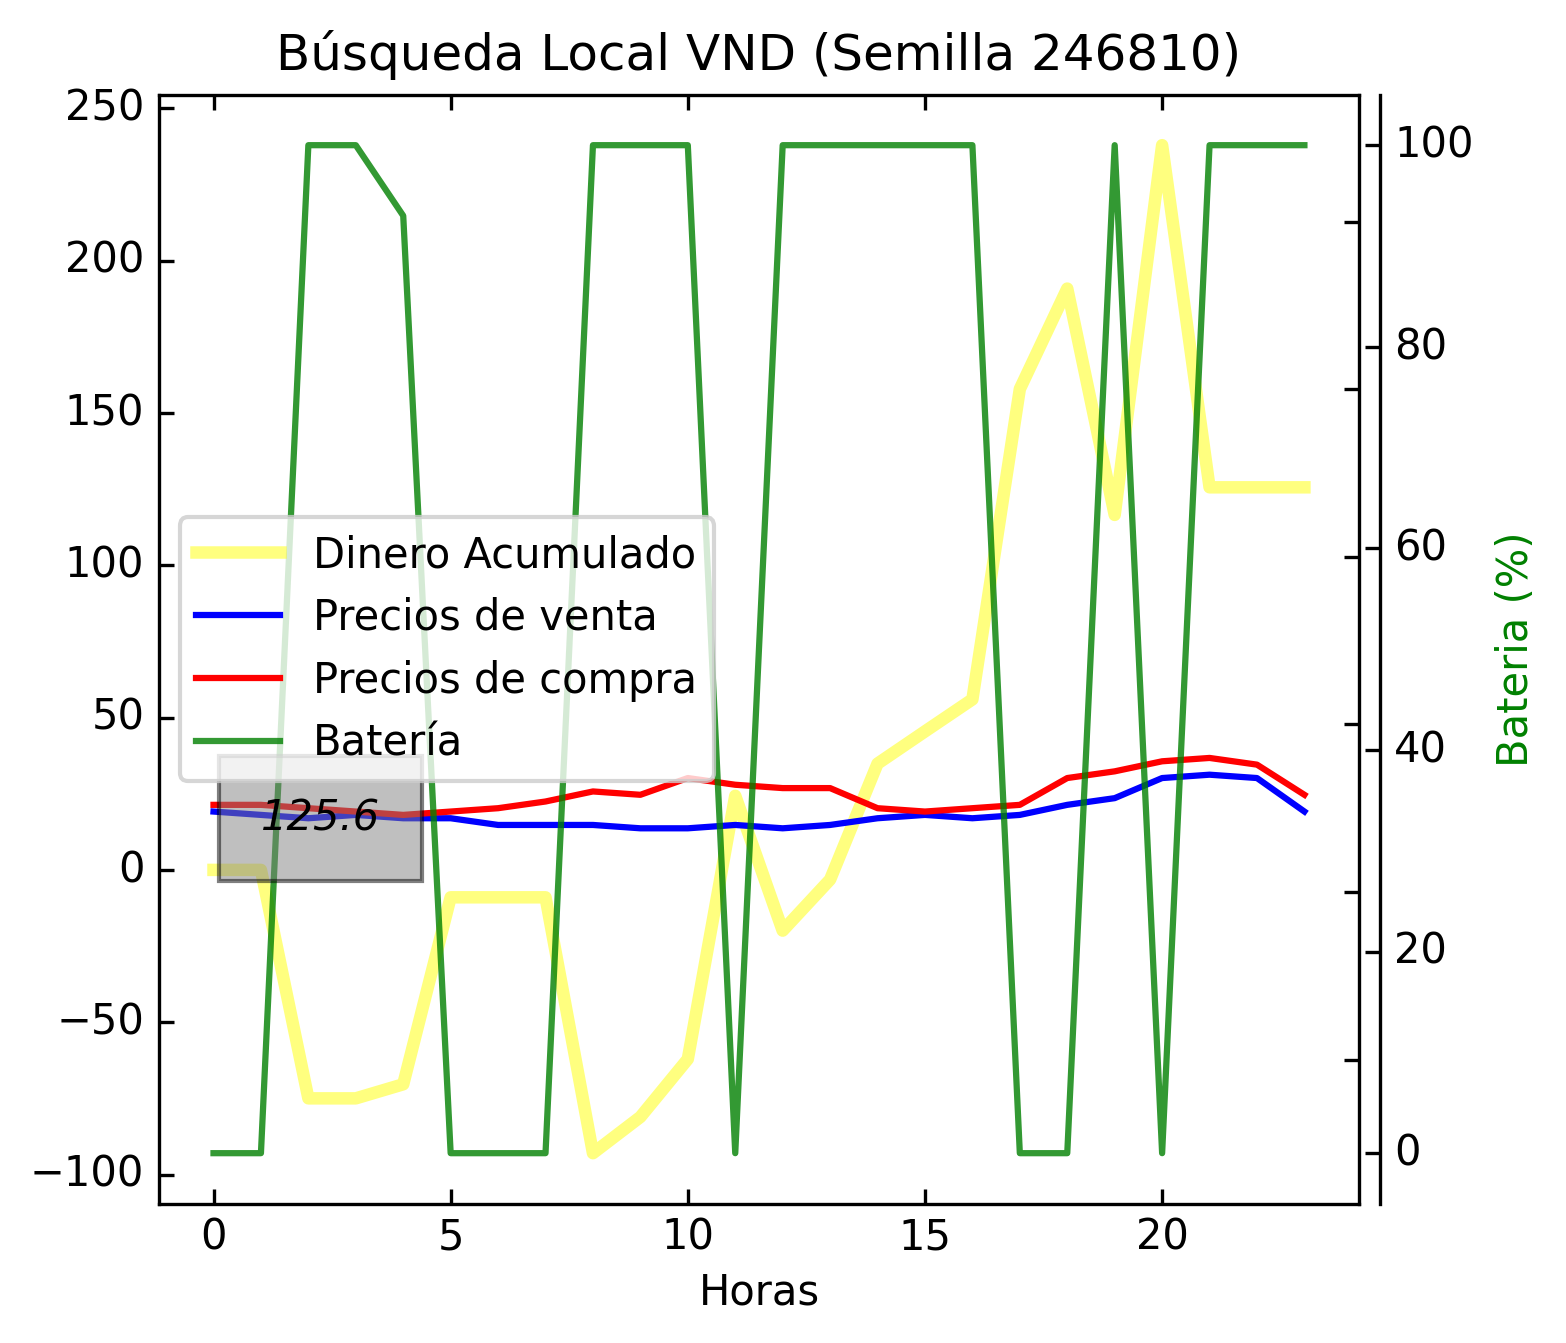 Búsqueda Local VND (Semilla 246810)
250
200
150
100
50
0
−50
−100
100
80
60
40
20
0
Bateria (%)
Dinero Acumulado
Precios de venta
Precios de compra
Batería
125.6
0
5
10
15
20
Horas